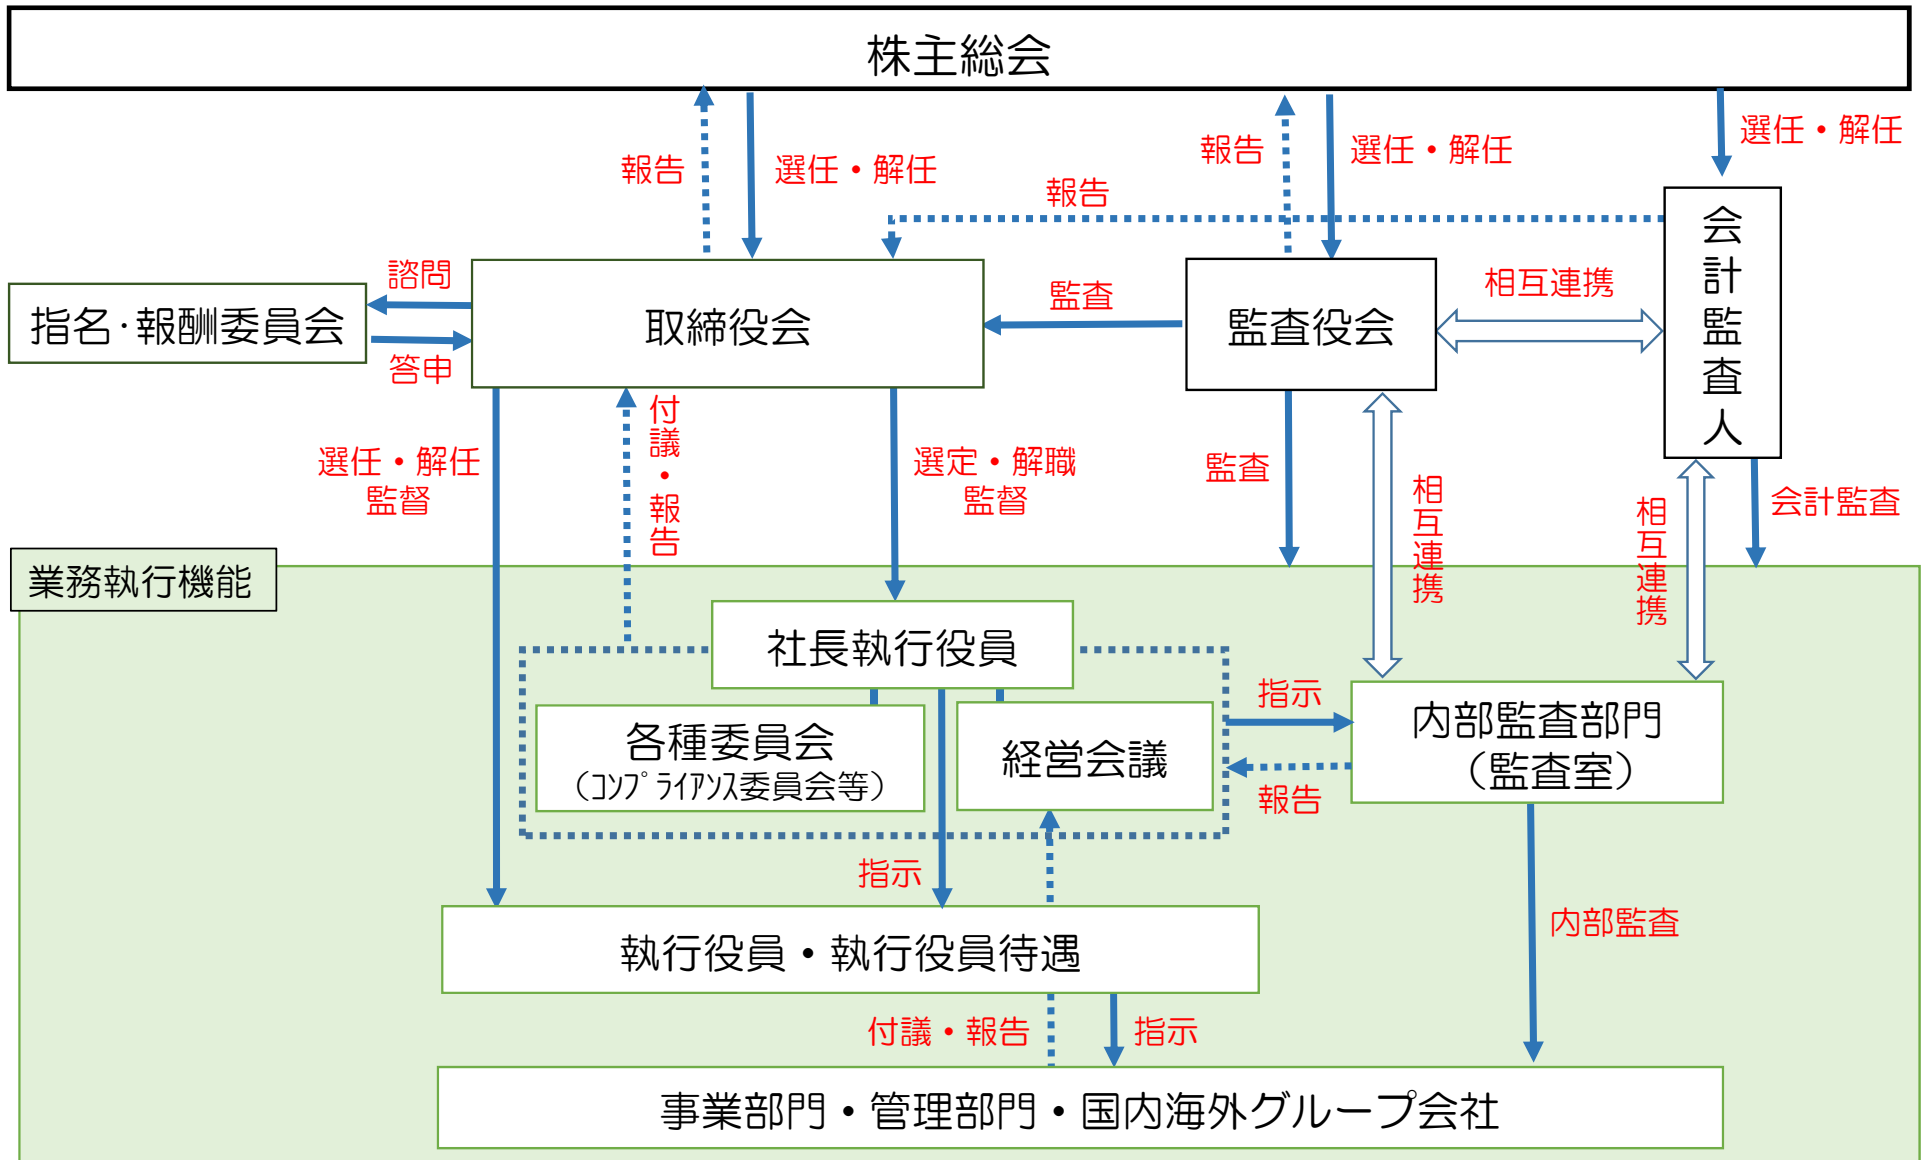 株主総会
報告
選任・解任
報告
選任・解任
選任・解任
報告
会計監査人
諮問
指名・報酬委員会
答申
取締役会
監査
監査役会
相互連携
選任・解任
監督
付議・報告
選定・解職
監督
監査
相互連携
相互連携
会計監査
業務執行機能
社長執行役員
各種委員会
（ｺﾝﾌﾟﾗｲｱﾝｽ委員会等）
経営会議
指示
報告
内部監査部門
（監査室）
指示
内部監査
執行役員・執行役員待遇
付議・報告
指示
事業部門・管理部門・国内海外グループ会社